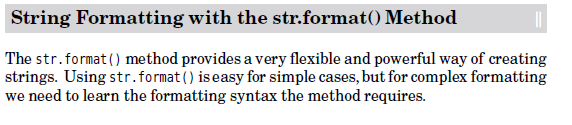 String Formatting with the str.format() Method
The str.format() method provides a very flexible and powerful way of creating
strings. Using str.format() is easy for simple cases, but for complex formatting
we need to learn the formatting syntax the method requires.